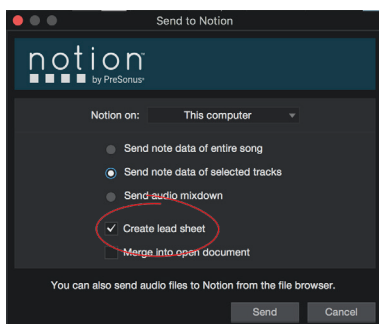 Send to Notion
notion™
by PreSonus®
Notion on: This computer
Send note data of entire song
Send note data of selected tracks
Send audio mixdown
Create lead sheet
Merge into open document
You can also send audio files to Notion from the file browser.
Send Cancel